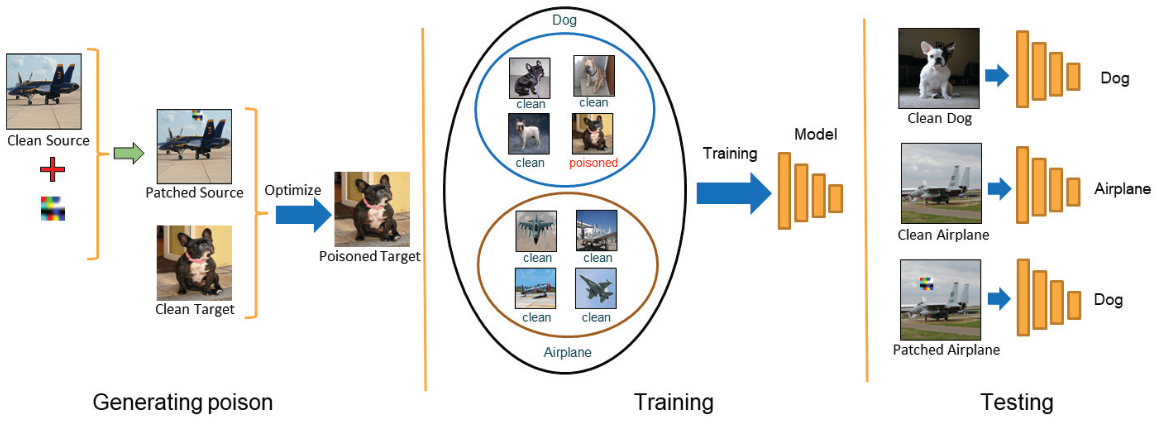 Clean Source
Patched Source
Clean Target
Optimize
Poisoned Target
Generating poison
Dog
clean
clean
clean
poisoned
clean
clean
clean
clean
Airplane
Training
Model
Training
Clean Dog
Dog
Clean Airplane
Airplane
Patched Airplane
Dog
Testing